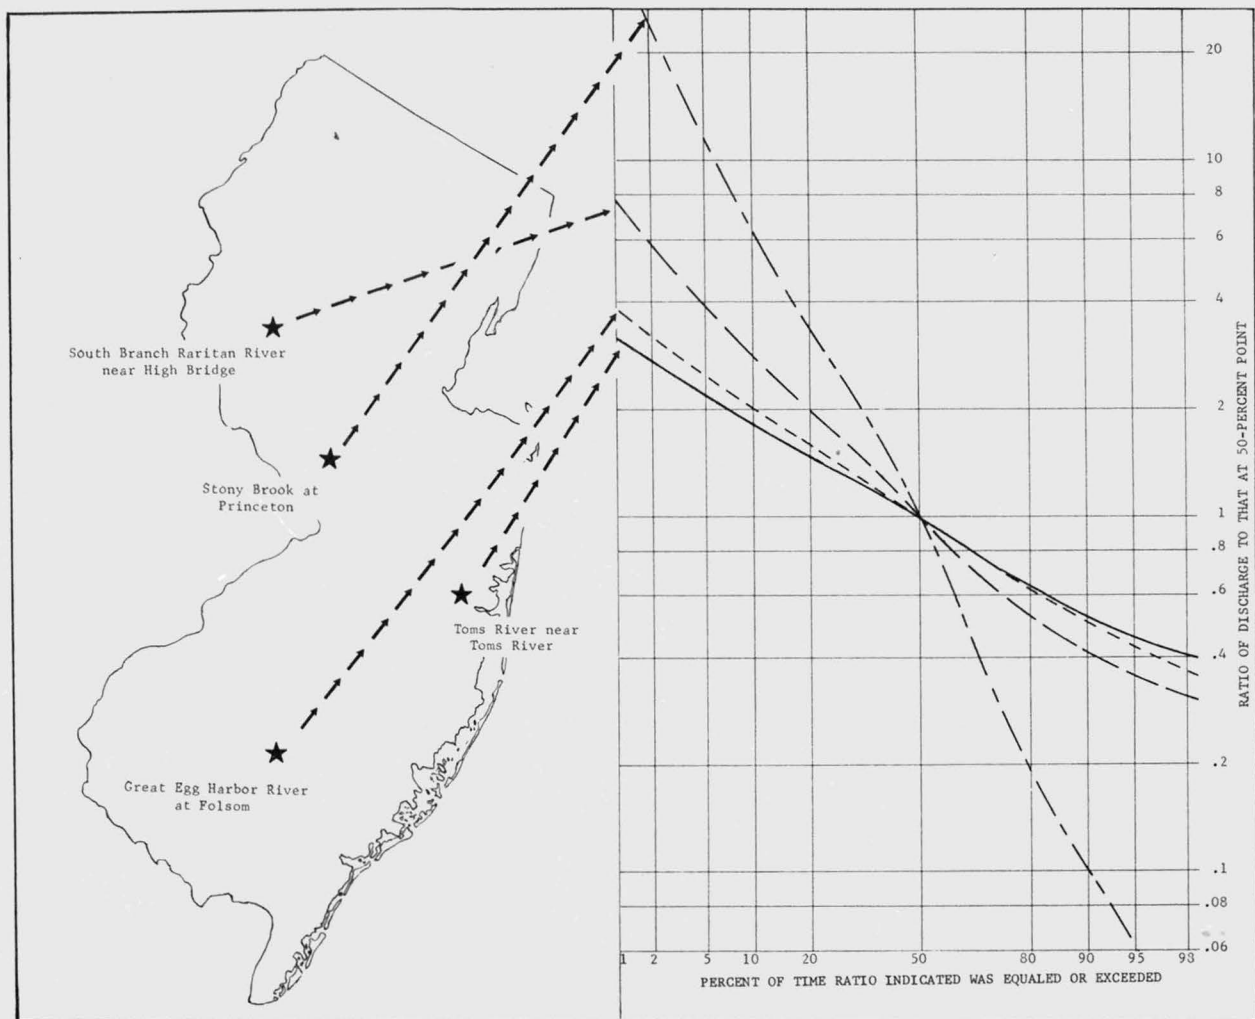 South Branch Raritan River
near High Bridge
Stony Brook at
Princeton
Toms River near
Toms River
Great Egg Harbor River
at Folsom
20
10
8
6
4
2
1
.8
.6
.4
.2
.1
.08
.06
RATIO OF DISCHARGE TO THAT AT 50-PERCENT POINT
1 2 5 10 20 50 80 90 95 98
PERCENT OF TIME RATIO INDICATED WAS EQUALED OR EXCEEDED